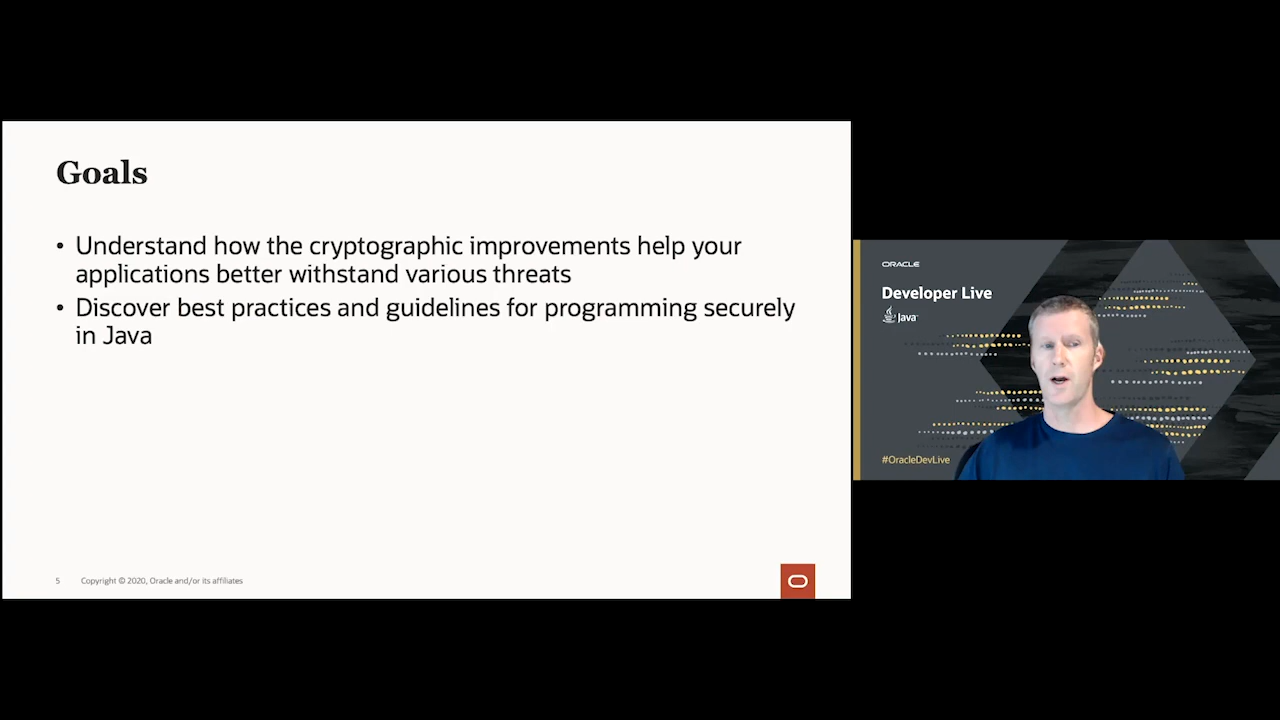 Goals
• Understand how the cryptographic improvements help your
applications better withstand various threats
• Discover best practices and guidelines for programming securely
in Java
5 Copyright © 2020, Oracle and/or its affiliates
ORACLE
Developer Live
Java
#OracleDevLive